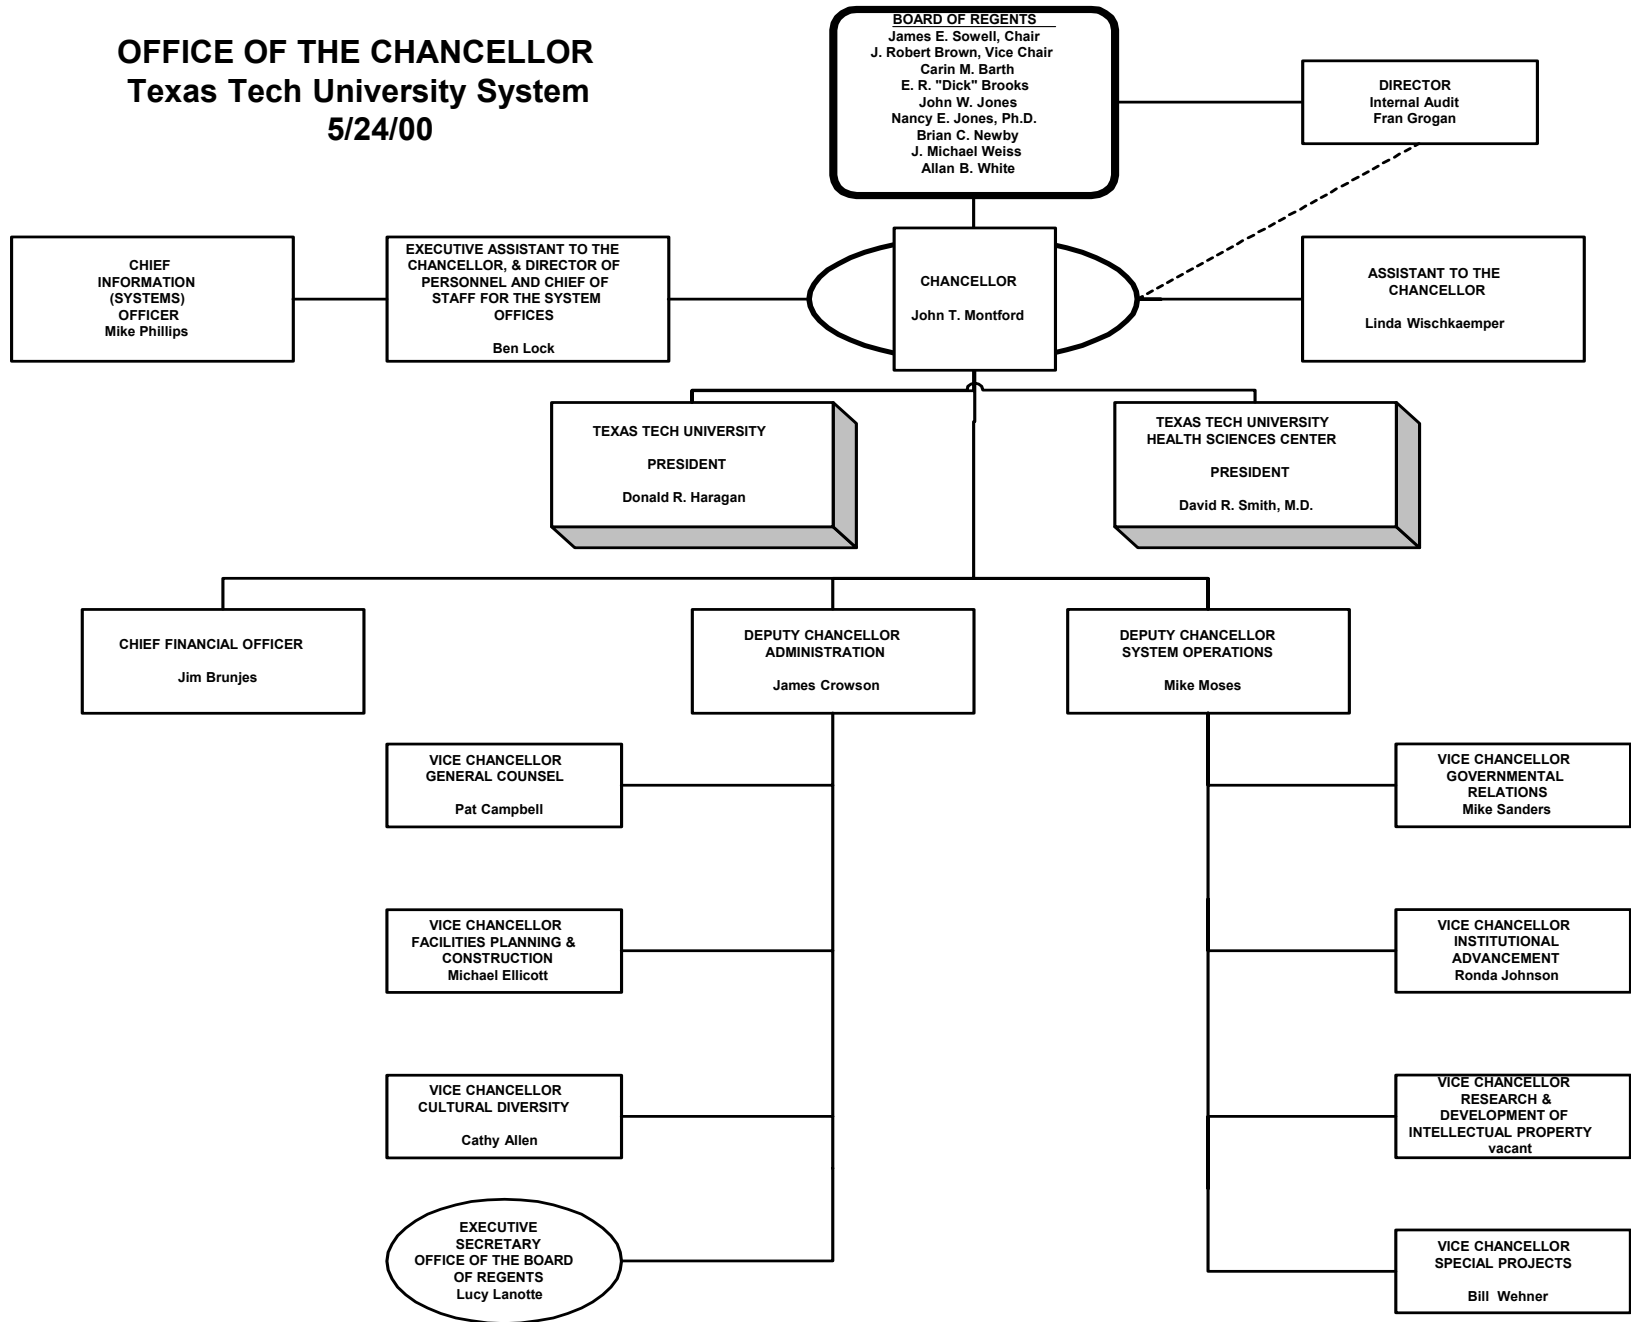 OFFICE OF THE CHANCELLOR
Texas Tech University System
5/24/00
BOARD OF REGENTS
James E. Sowell, Chair
J. Robert Brown, Vice Chair
Carin M. Barth
E. R. "Dick" Brooks
John W. Jones
Nancy E. Jones, Ph.D.
Brian C. Newby
J. Michael Weiss
Allan B. White
DIRECTOR
Internal Audit
Fran Grogan
CHIEF
INFORMATION
(SYSTEMS)
OFFICER
Mike Phillips
EXECUTIVE ASSISTANT TO THE
CHANCELLOR, & DIRECTOR OF
PERSONNEL AND CHIEF OF
STAFF FOR THE SYSTEM
OFFICES
Ben Lock
CHANCELLOR
John T. Montford
ASSISTANT TO THE
CHANCELLOR
Linda Wischkaemper
TEXAS TECH UNIVERSITY
PRESIDENT
Donald R. Haragan
TEXAS TECH UNIVERSITY
HEALTH SCIENCES CENTER
PRESIDENT
David R. Smith, M.D.
CHIEF FINANCIAL OFFICER
Jim Brunjes
DEPUTY CHANCELLOR
ADMINISTRATION
James Crowson
DEPUTY CHANCELLOR
SYSTEM OPERATIONS
Mike Moses
VICE CHANCELLOR
GENERAL COUNSEL
Pat Campbell
VICE CHANCELLOR
GOVERNMENTAL
RELATIONS
Mike Sanders
VICE CHANCELLOR
FACILITIES PLANNING &
CONSTRUCTION
Michael Ellicott
VICE CHANCELLOR
INSTITUTIONAL
ADVANCEMENT
Ronda Johnson
VICE CHANCELLOR
CULTURAL DIVERSITY
Cathy Allen
VICE CHANCELLOR
RESEARCH &
DEVELOPMENT OF
INTELLECTUAL PROPERTY
vacant
EXECUTIVE
SECRETARY
OFFICE OF THE BOARD
OF REGENTS
Lucy Lanotte
VICE CHANCELLOR
SPECIAL PROJECTS
Bill Wehner